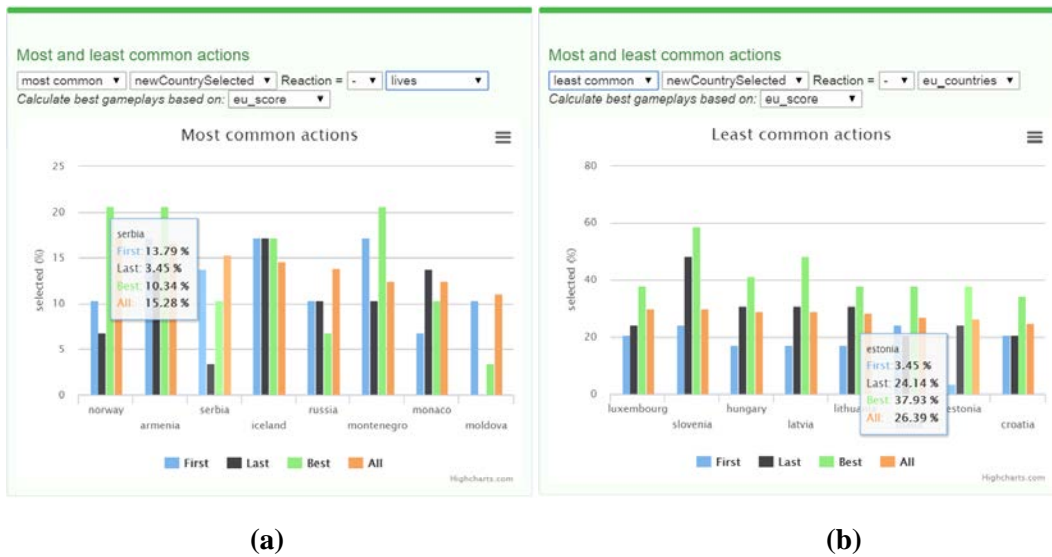 Most and least common actions
most common newCountrySelected Reaction = - lives
Calculate best gameplays based on: eu_score
Most common actions
25
20
15
10
5
0
selected (%)
serbia
First: 13.79 %
Last: 3.45 %
Best: 10.34 %
All: 15.28 %
norway serbia russia monaco
armenia iceland montenegro moldova
First Last Best All
Highcharts.com
(a)
Most and least common actions
least common newCountrySelected Reaction = - eu_countries
Calculate best gameplays based on: eu_score
Least common actions
80
60
40
20
0
selected (%)
estonia
First: 3.45 %
Last: 24.14 %
Best: 37.93 %
All: 26.39 %
luxembourg hungary estonia
slovenia latvia croatia
First Last Best All
Highcharts.com
(b)